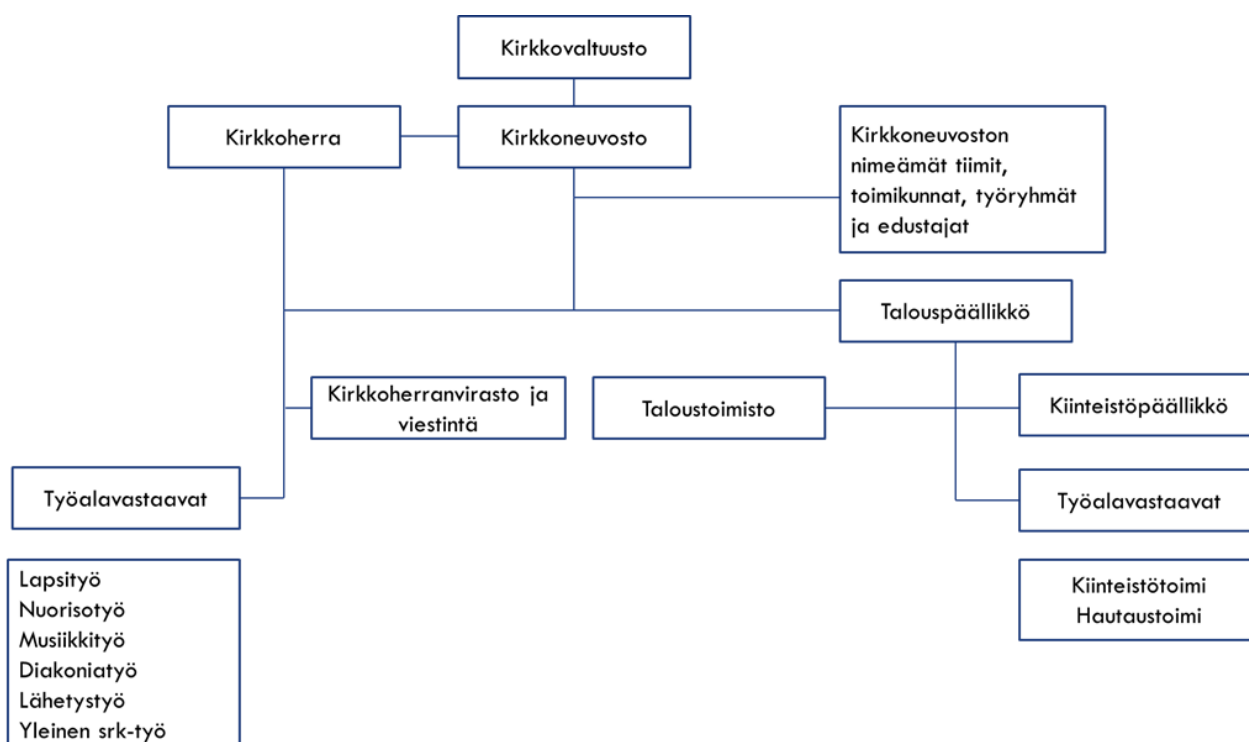 Kirkkovaltuusto
Kirkkoherra
Kirkkoneuvosto
Kirkkoneuvoston
nimeämät tiimit,
toimikunnat, työryhmät
ja edustajat
Talouspäällikkö
Kirkkoherranvirasto ja
viestintä
Taloustoimisto
Kiinteistöpäällikkö
Työalavastaavat
Työalavastaavat
Lapsityö
Nuorisotyö
Musiikkityö
Diakoniatyö
Lähetystyö
Yleinen srk-työ
Kiinteistötoimi
Hautaustoimi